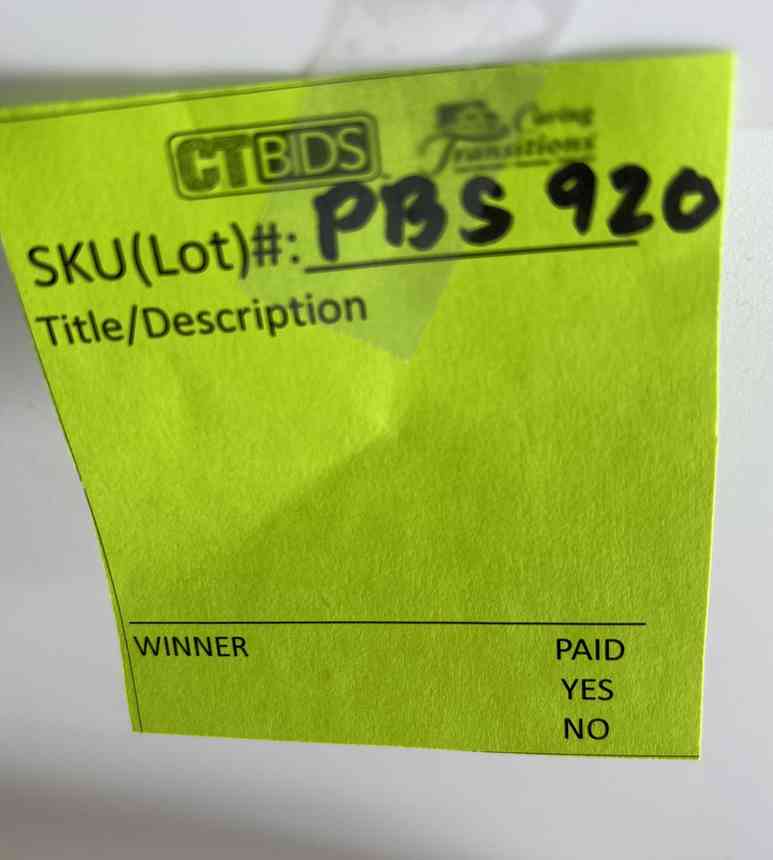 CTBIDS Caring Transitions
SKU(Lot)#: PBS 920
Title/Description
WINNER PAID
YES
NO